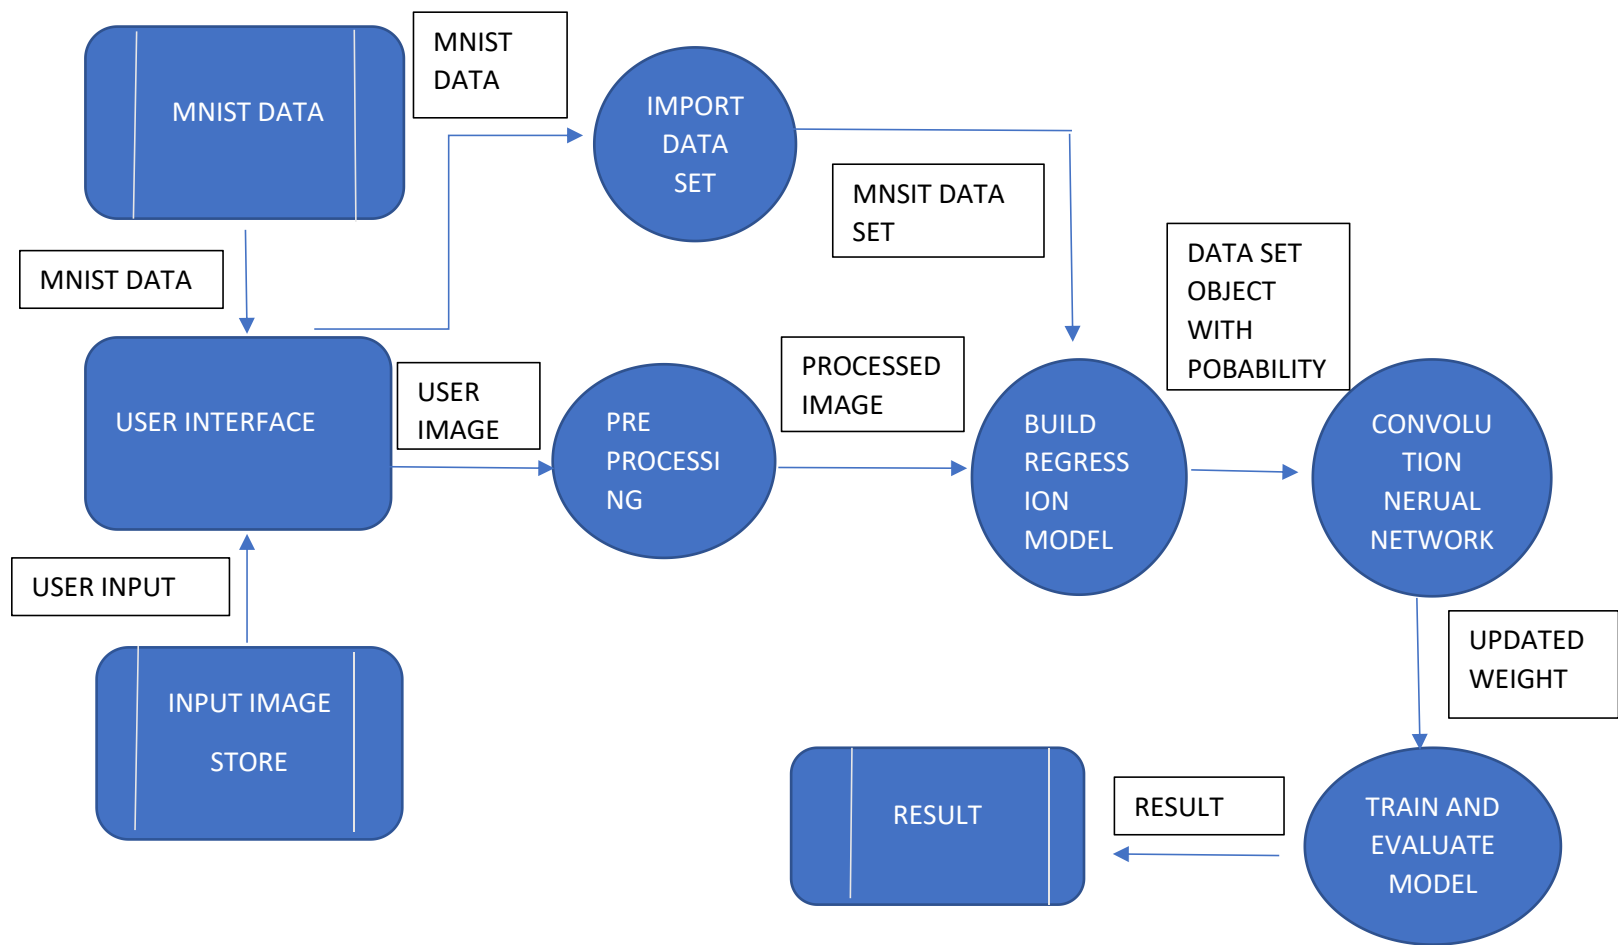 MNIST DATA
MNIST
DATA
IMPORT
DATA
SET
MNSIT DATA
SET
MNIST DATA
DATA SET
OBJECT
WITH
POBABILITY
USER INTERFACE
USER
IMAGE
PRE
PROCESSI
NG
PROCESSED
IMAGE
BUILD
REGRESS
ION
MODEL
CONVOLU
TION
NERUAL
NETWORK
USER INPUT
UPDATED
WEIGHT
INPUT IMAGE
STORE
RESULT
RESULT
TRAIN AND
EVALUATE
MODEL